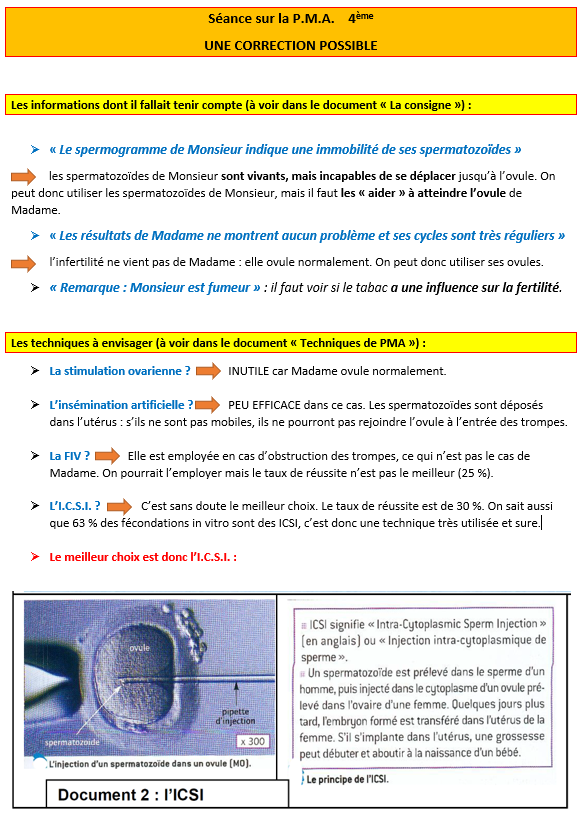 Séance sur la P.M.A. 4ème
UNE CORRECTION POSSIBLE
Les informations dont il fallait tenir compte (à voir dans le document « La consigne ») :
« Le spermogramme de Monsieur indique une immobilité de ses spermatozoïdes »
les spermatozoïdes de Monsieur sont vivants, mais incapables de se déplacer jusqu'à l'ovule. On
peut donc utiliser les spermatozoïdes de Monsieur, mais il faut les « aider » à atteindre l'ovule de
Madame.
« Les résultats de Madame ne montrent aucun problème et ses cycles sont très réguliers »
l'infertilité ne vient pas de Madame : elle ovule normalement. On peut donc utiliser ses ovules.
« Remarque : Monsieur est fumeur » : il faut voir si le tabac a une influence sur la fertilité.
Les techniques à envisager (à voir dans le document « Techniques de PMA ») :
La stimulation ovarienne ? INUTILE car Madame ovule normalement.
L'insémination artificielle ? PEU EFFICACE dans ce cas. Les spermatozoïdes sont déposés
dans l'utérus : s'ils ne sont pas mobiles, ils ne pourront pas rejoindre l'ovule à l'entrée des trompes.
La FIV ? Elle est employée en cas d'obstruction des trompes, ce qui n'est pas le cas de
Madame. On pourrait l'employer mais le taux de réussite n'est pas le meilleur (25 %).
L'I.C.S.I. ? C'est sans doute le meilleur choix. Le taux de réussite est de 30 %. On sait aussi
que 63 % des fécondations in vitro sont des ICSI, c'est donc une technique très utilisée et sure.
Le meilleur choix est donc l'I.C.S.I. :
ovule
pipette
d'injection
spermatozoïde
x 300
L'injection d'un spermatozoïde dans un ovule (MO).
Document 2 : l'ICSI
ICSI signifie « Intra-Cytoplasmic Sperm Injection »
(en anglais) ou « Injection intra-cytoplasmique de
sperme ».
Un spermatozoïde est prélevé dans le sperme d'un
homme, puis injecté dans le cytoplasme d'un ovule pré-
levé dans l'ovaire d'une femme. Quelques jours plus
tard, l'embryon formé est transféré dans l'utérus de la
femme. S'il s'implante dans l'utérus, une grossesse
peut débuter et aboutir à la naissance d'un bébé.
Le principe de l'ICSI.